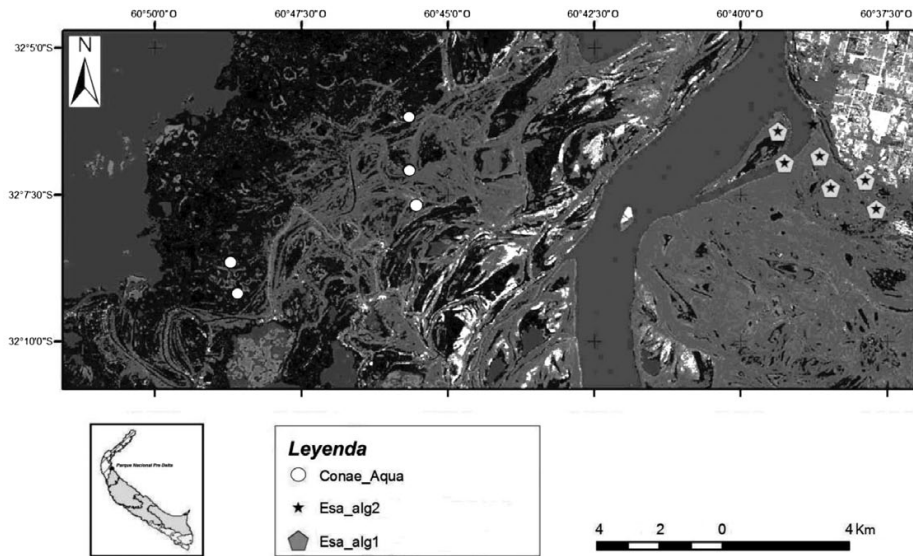 60°50'0"O 60°47'30"O 60°45'0"O 60°42'30"O 60°40'0"O 60°37'30"O
32°5'0"S
N
32°7'30"S
32°10'0"S
Parque Nacional Pre Delta
Leyenda
Conae_Aqua
Esa_alg2
Esa_alg1
4 2 0 4 Km